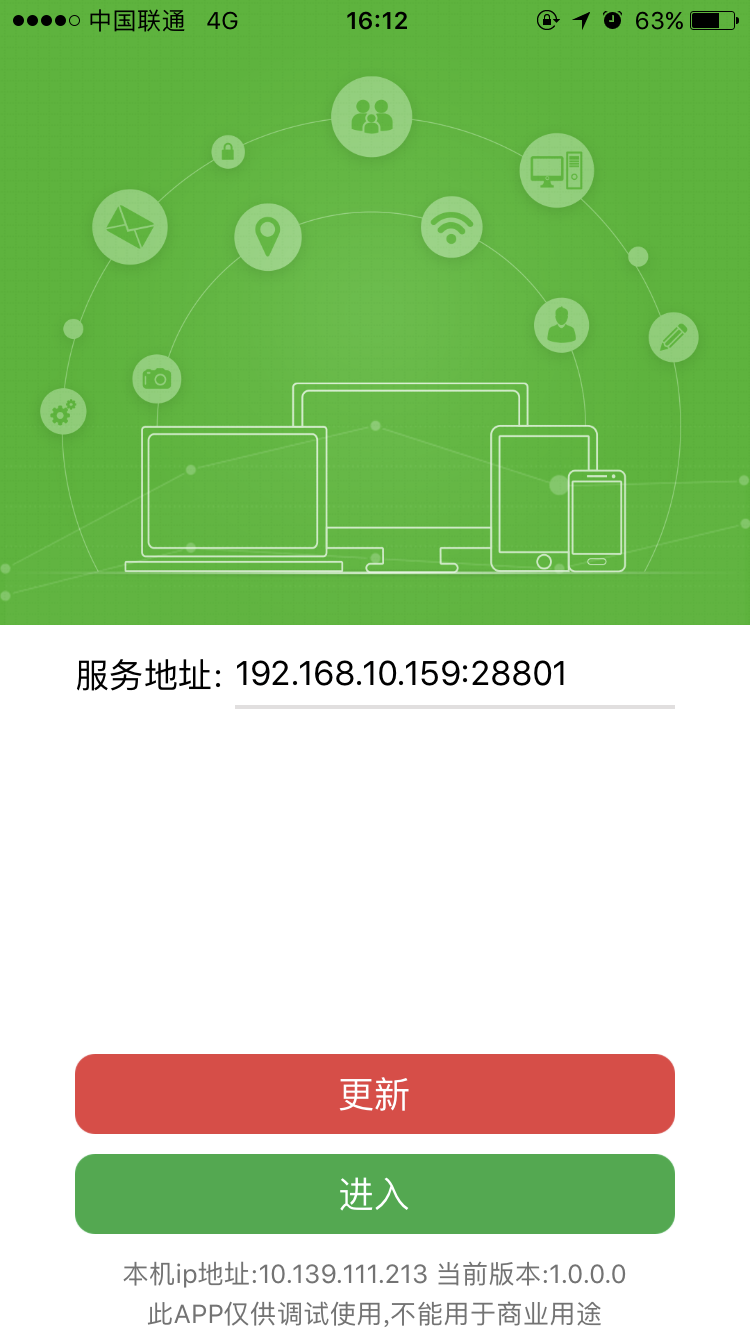 中国联通 4G 16:12 63%
服务地址: 192.168.10.159:28801
更新
进入
本机ip地址:10.139.111.213 当前版本:1.0.0.0
此APP仅供调试使用,不能用于商业用途